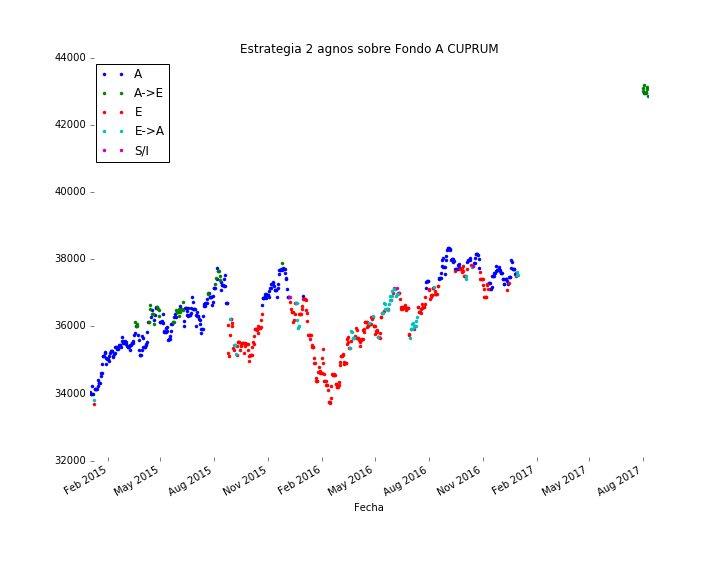 Estrategia 2 agnos sobre Fondo A CUPRUM
44000
42000
40000
38000
36000
34000
32000
A
A->E
E
E->A
S/I
Feb 2015
May 2015
Aug 2015
Nov 2015
Feb 2016
May 2016
Aug 2016
Nov 2016
Feb 2017
May 2017
Aug 2017
Fecha